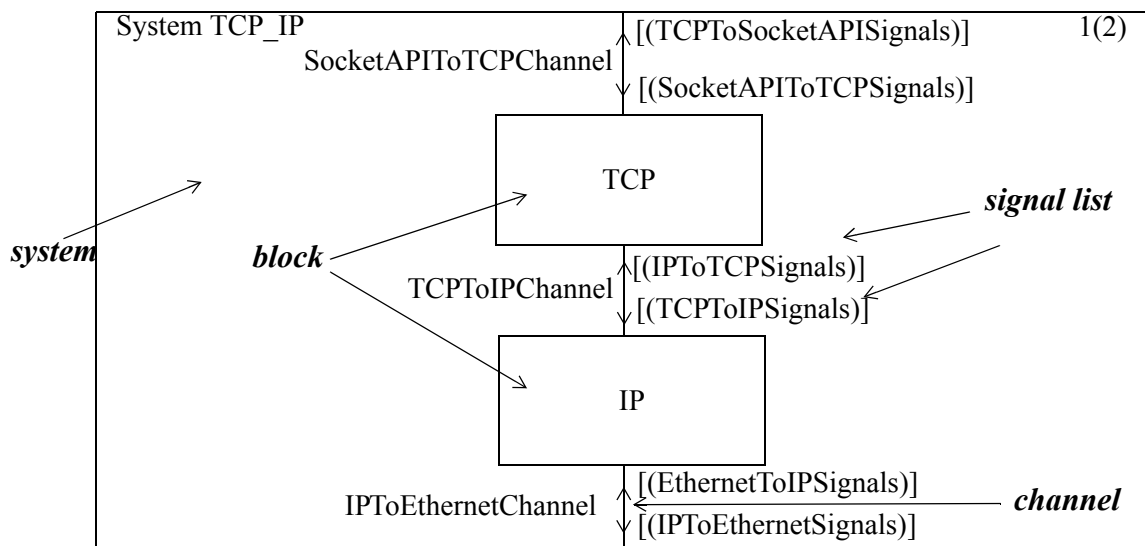 System TCP_IP
1(2)
[(TCPToSocketAPISignals)]
SocketAPIToTCPChannel
[(SocketAPIToTCPSignals)]
TCP
signal list
system
block
[(IPToTCPSignals)]
TCPToIPChannel
[(TCPToIPSignals)]
IP
[(EthernetToIPSignals)]
IPToEthernetChannel
channel
[(IPToEthernetSignals)]